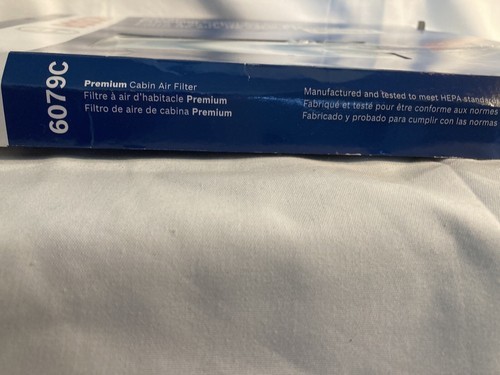 6079C
Premium Cabin Air Filter
Filtre à air d'habitacle Premium
Filtro de aire de cabina Premium
Manufactured and tested to meet HEPA standards
Fabriqué et testé pour être conforme aux normes
Fabricado y probado para cumplir con las normas